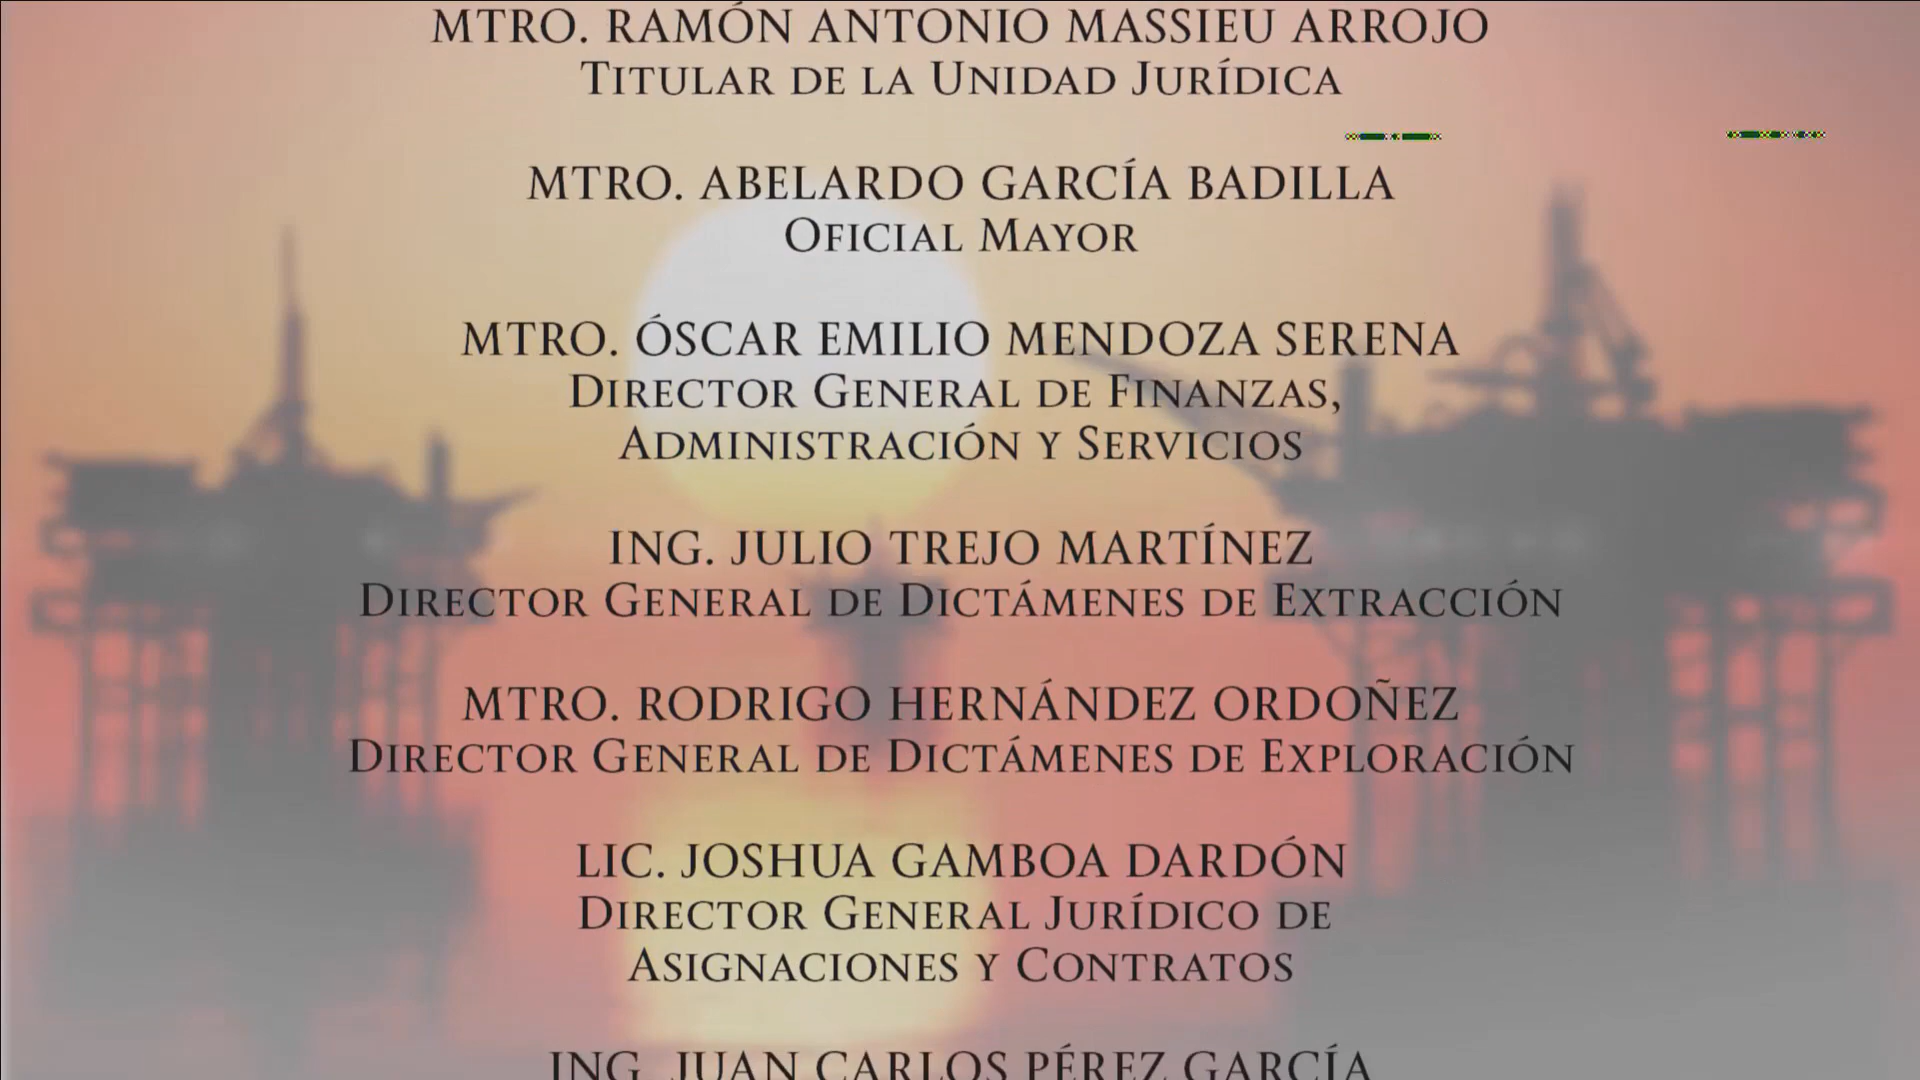 MTRO. RAMÓN ANTONIO MASSIEU ARROJO
TITULAR DE LA UNIDAD JURÍDICA
MTRO. ABELARDO GARCÍA BADILLA
OFICIAL MAYOR
MTRO. ÓSCAR EMILIO MENDOZA SERENA
DIRECTOR GENERAL DE FINANZAS,
ADMINISTRACIÓN Y SERVICIOS
ING. JULIO TREJO MARTÍNEZ
DIRECTOR GENERAL DE DICTÁMENES DE EXTRACCIÓN
MTRO. RODRIGO HERNÁNDEZ ORDOÑEZ
DIRECTOR GENERAL DE DICTÁMENES DE EXPLORACIÓN
LIC. JOSHUA GAMBOA DARDÓN
DIRECTOR GENERAL JURÍDICO DE
ASIGNACIONES Y CONTRATOS
ING. JUAN CARLOS PÉREZ GARCÍA